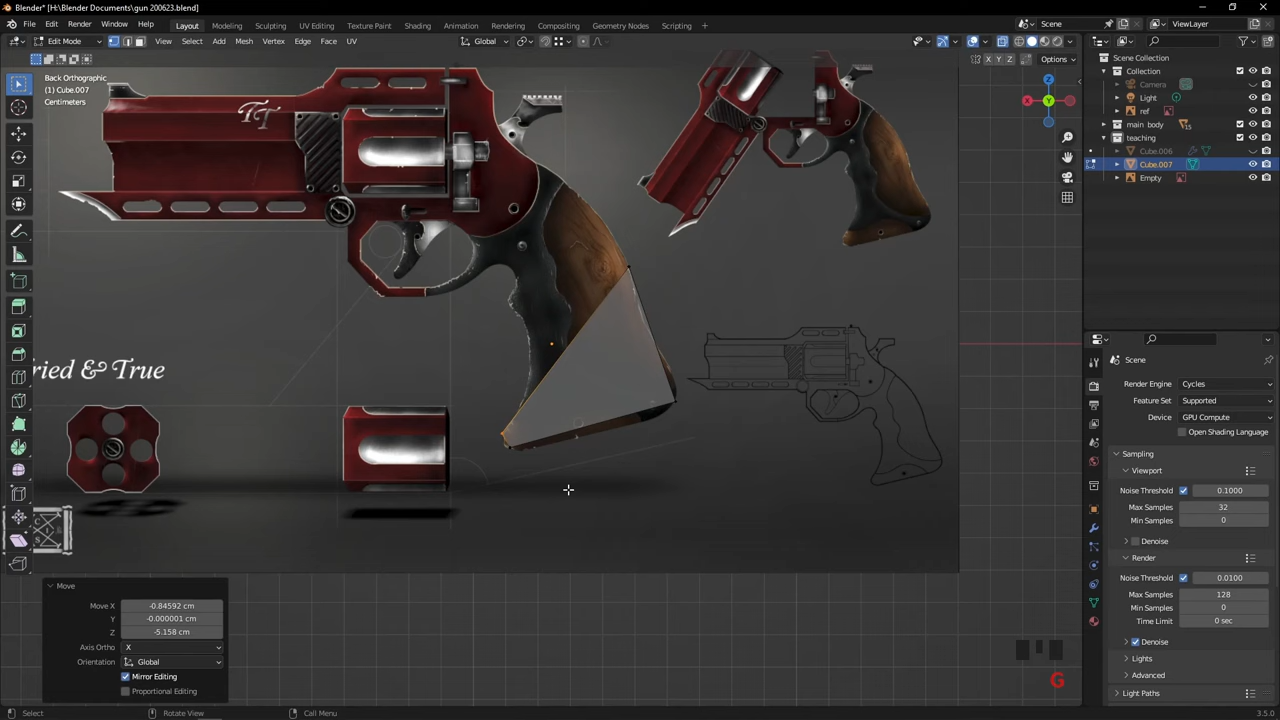 Blender* [H:\Blender Documents\gun 200623.blend]
File Edit Render Window Help Layout Modeling Sculpting UV Editing Texture Paint Shading Animation Rendering Compositing Geometry Nodes Scripting + Scene ViewLayer
Edit Mode View Select Add Mesh Vertex Edge Face UV Global
X Y Z Options
Back Orthographic
(1) Cube.007
Centimeters
Z
X Y
TT
ried & True
C I
S
Scene Collection
Collection
Camera
Light
ref
main body 15
teaching
Cube.006
Cube.007
Empty
Scene
Render Engine Cycles
Feature Set Supported
Device GPU Compute
Open Shading Language
Sampling
Viewport
Noise Threshold 0.1000
Max Samples 32
Min Samples 0
Denoise
Render
Noise Threshold 0.0100
Max Samples 128
Min Samples 0
Time Limit 0 sec
Denoise
Lights
Advanced
Light Paths
Move
Move X -0.84592 cm
Y -0.000001 cm
Z -5.158 cm
Axis Ortho X
Orientation Global
Mirror Editing
Proportional Editing
G
Select Rotate View Call Menu 3.5.0